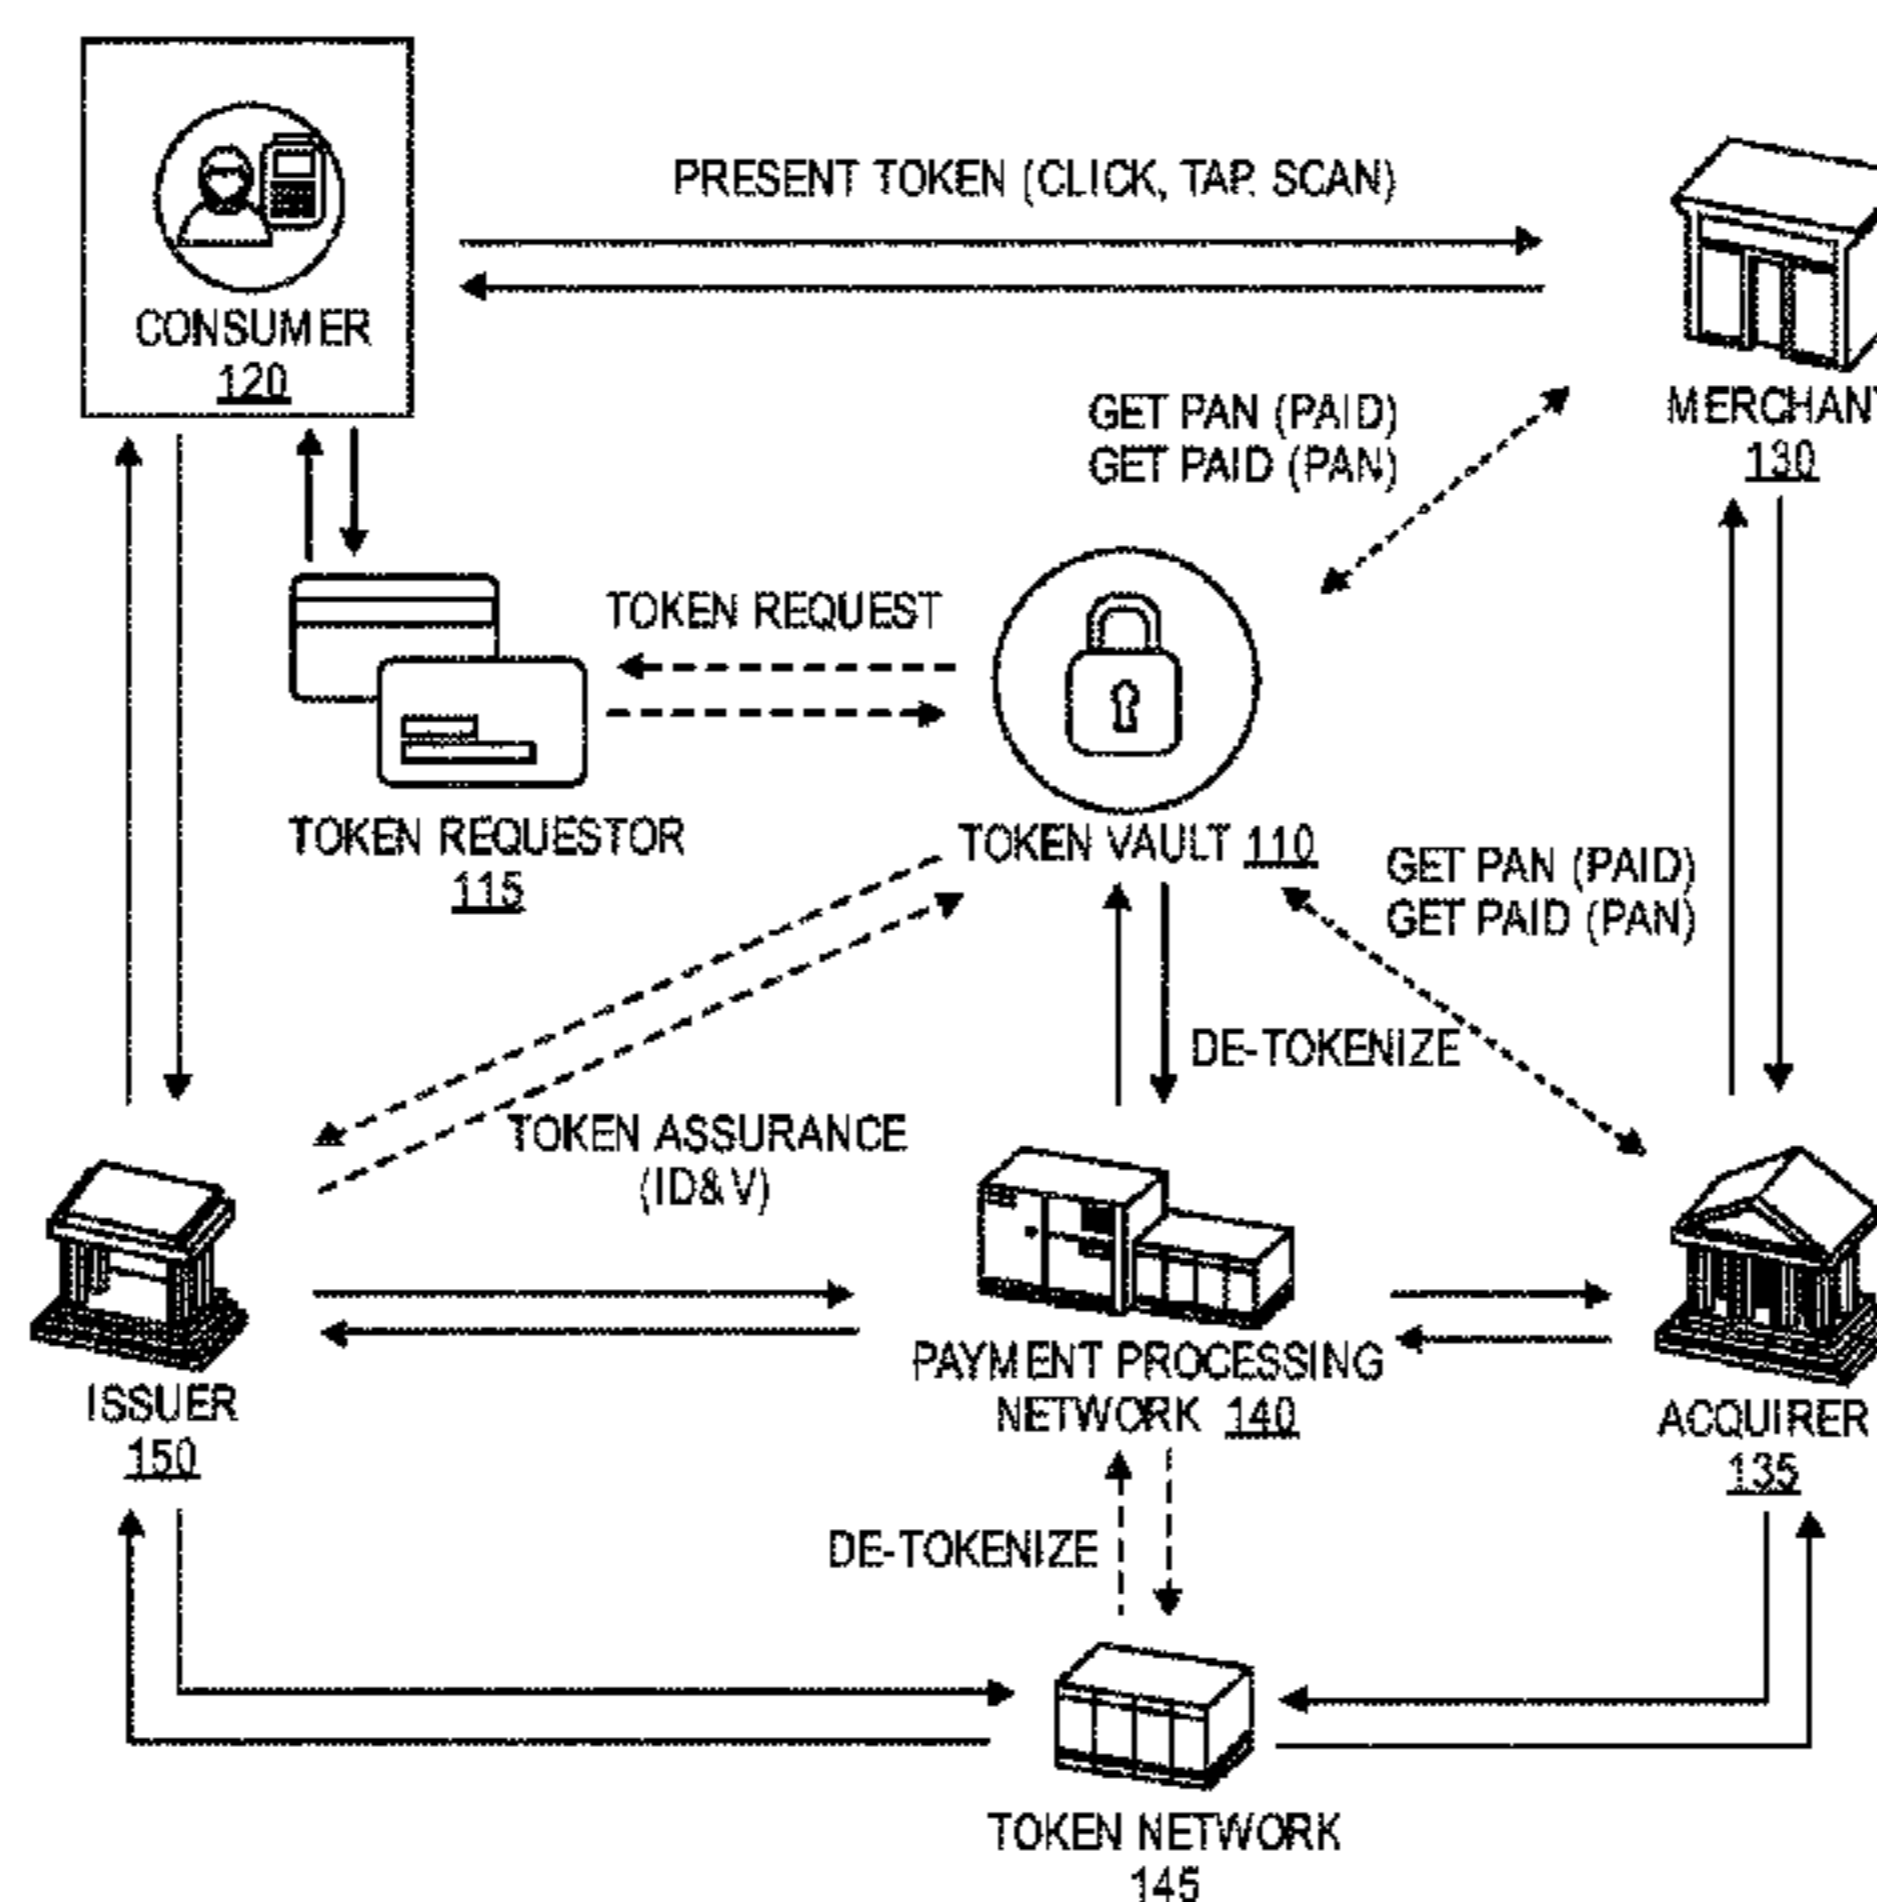 PRESENT TOKEN (CLICK, TAP. SCAN)
CONSUMER
120
GET PAN (PAID)
GET PAID (PAN)
MERCHANT
130
TOKEN REQUEST
TOKEN REQUESTOR
115
TOKEN VAULT 110
GET PAN (PAID)
GET PAID (PAN)
DE-TOKENIZE
TOKEN ASSURANCE
(ID&V)
PAYMENT PROCESSING
NETWORK 140
ISSUER
150
ACQUIRER
135
DE-TOKENIZE
TOKEN NETWORK
145